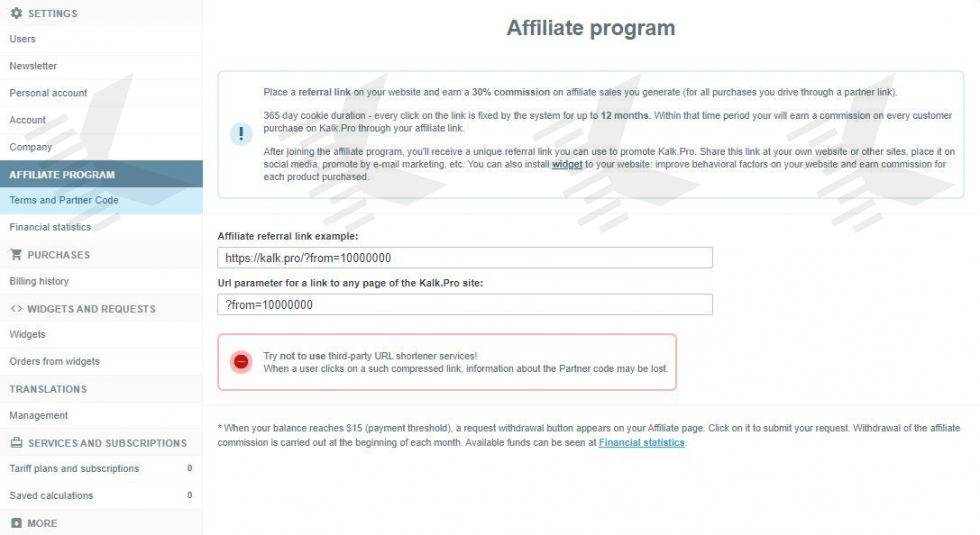 SETTINGS
Users
Newsletter
Personal account
Account
Company
AFFILIATE PROGRAM
Terms and Partner Code
Financial statistics
PURCHASES
Billing history
<> WIDGETS AND REQUESTS
Widgets
Orders from widgets
TRANSLATIONS
Management
SERVICES AND SUBSCRIPTIONS
Tariff plans and subscriptions 0
Saved calculations 0
MORE
Affiliate program
Place a referral link on your website and earn a 30% commission on affiliate sales you generate (for all purchases you drive through a partner link).
365 day cookie duration - every click on the link is fixed by the system for up to 12 months. Within that time period your will earn a commission on every customer
purchase on Kalk.Pro through your affiliate link.
After joining the affiliate program, you'll receive a unique referral link you can use to promote Kalk.Pro. Share this link at your own website or other sites, place it on
social media, promote by e-mail marketing, etc. You can also install widget to your website: improve behavioral factors on your website and earn commission for
each product purchased.
Affiliate referral link example:
https://kalk.pro/?from=10000000
Url parameter for a link to any page of the Kalk.Pro site:
?from=10000000
Try not to use third-party URL shortener services!
When a user clicks on a such compressed link, information about the Partner code may be lost.
* When your balance reaches $15 (payment threshold), a request withdrawal button appears on your Affiliate page. Click on it to submit your request. Withdrawal of the affiliate
commission is carried out at the beginning of each month. Available funds can be seen at Financial statistics.